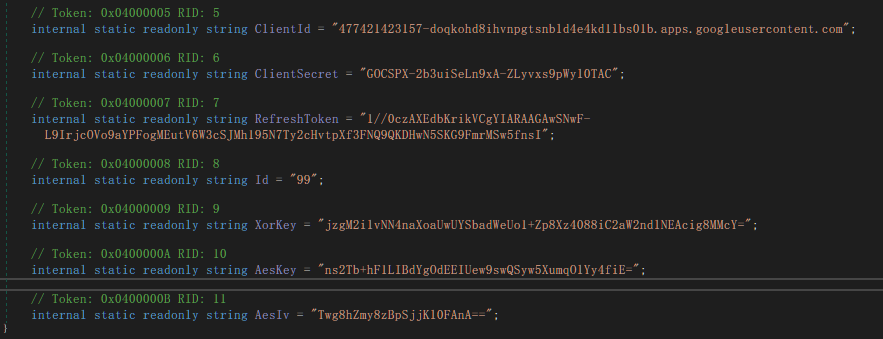 // Token: 0x04000005 RID: 5
internal static readonly string ClientId = "477421423157-doqkohd8ihvnpgtsnbld4e4kdl1bs01b.apps.googleusercontent.com";
// Token: 0x04000006 RID: 6
internal static readonly string ClientSecret = "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";
// Token: 0x04000007 RID: 7
internal static readonly string RefreshToken = "1//0czAXEdbKrikVCgYIARAAGAwSNwF-
L9IrjcOVo9aYPFogMEutV6W3cSJMhl95N7Ty2cHvtpXf3FNQ9QKDHwN5SKG9FmrMSw5fnsI";
// Token: 0x04000008 RID: 8
internal static readonly string Id = "99";
// Token: 0x04000009 RID: 9
internal static readonly string XorKey = "jzgM2ilvNN4naXoaUwUYSbadWeUo1+Zp8Xz4O88iC2aW2ndlNEAcig8MMcY=";
// Token: 0x0400000A RID: 10
internal static readonly string AesKey = "ns2Tb+hFlLIBdYgOdEEIUew9swQSyw5XumqOlYy4fiE=";
// Token: 0x0400000B RID: 11
internal static readonly string AesIv = "Twg8hZmy8zBpSjjKl0FAnA==";
}